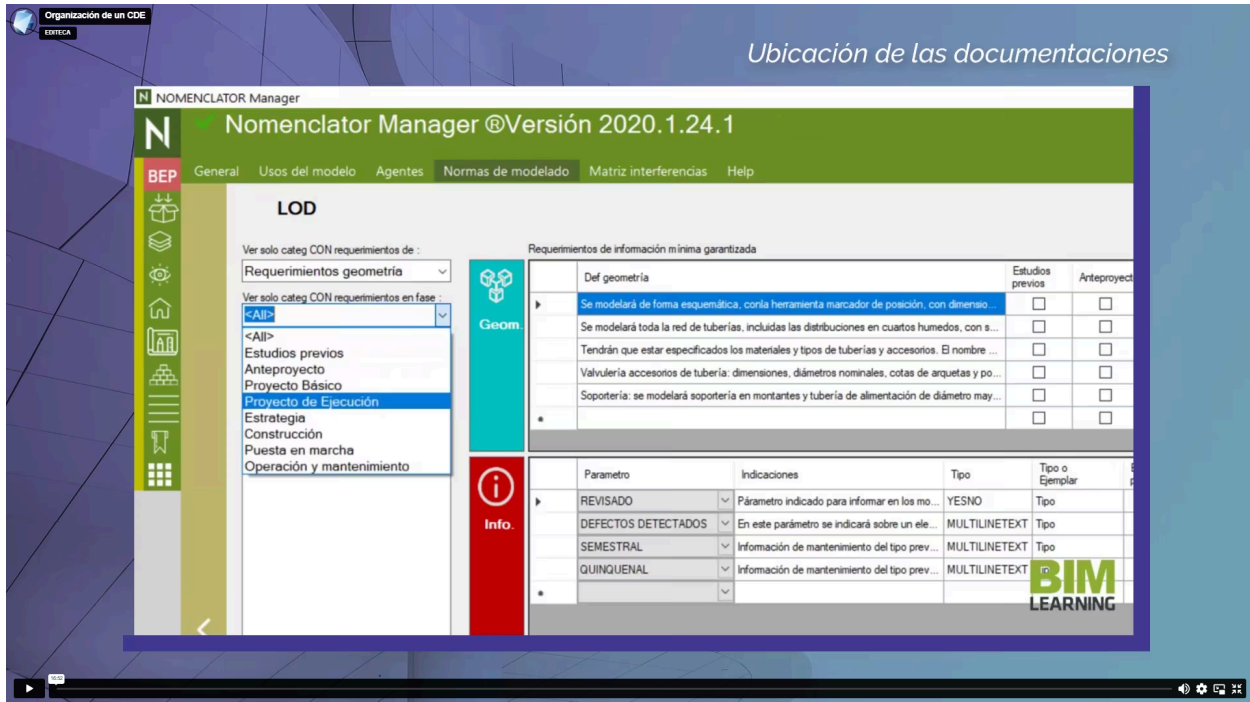 Organización de un CDE
EDITECA
Ubicación de las documentaciones
NOMENCLATOR Manager
N
Nomenclator Manager ®Versión 2020.1.24.1
BEP
General Usos del modelo Agentes Normas de modelado Matriz interferencias Help
LOD
Ver solo categ CON requerimientos de :
Requerimientos geometría
Ver solo categ CON requerimientos en fase :
<All>
<All>
Estudios previos
Anteproyecto
Proyecto Básico
Proyecto de Ejecución
Estrategia
Construcción
Puesta en marcha
Operación y mantenimiento
Geom.
Requerimientos de información mínima garantizada
Def geometría Estudios previos Anteproyect
Se modelará de forma esquemática, conla herramienta marcador de posición, con dimensio...
Se modelará toda la red de tuberías, incluidas las distribuciones en cuartos humedos, con s...
Tendrán que estar especificados los materiales y tipos de tuberías y accesorios. El nombre ...
Valvulería accesorios de tubería: dimensiones, diámetros nominales, cotas de arquetas y po...
Soportería: se modelará soportería en montantes y tubería de alimentación de diámetro may...
Info.
Parametro Indicaciones Tipo Tipo o Ejemplar
REVISADO Párametro indicado para informar en los mo... YESNO Tipo
DEFECTOS DETECTADOS En este parámetro se indicará sobre un ele... MULTILINETEXT Tipo
SEMESTRAL Información de mantenimiento del tipo prev... MULTILINETEXT Tipo
QUINQUENAL Información de mantenimiento del tipo prev... MULTILINETEXT
BIM
LEARNING
16:52